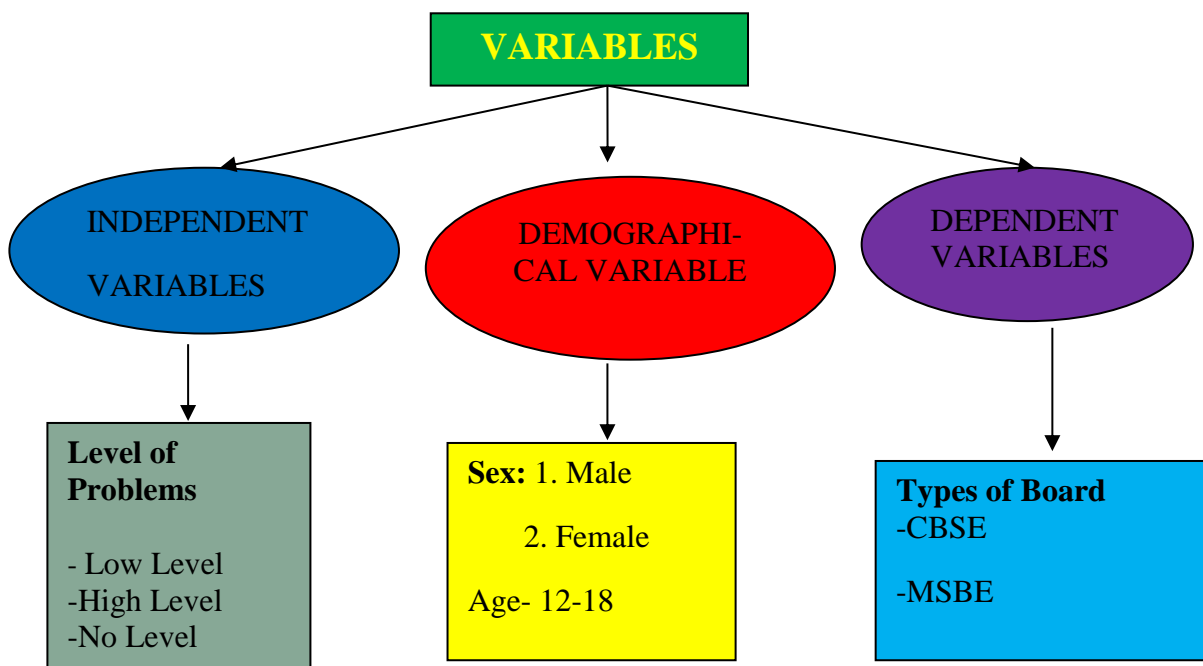 VARIABLES
INDEPENDENT
VARIABLES
DEMOGRAPHI-
CAL VARIABLE
DEPENDENT
VARIABLES
Level of
Problems
- Low Level
-High Level
-No Level
Sex: 1. Male
2. Female
Age- 12-18
Types of Board
-CBSE
-MSBE